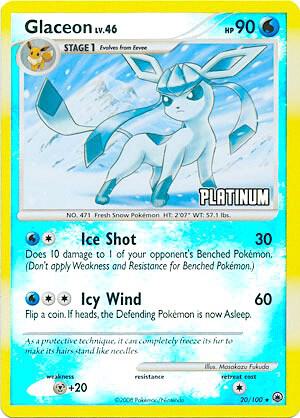 Glaceon LV.46
HP 90
STAGE 1 Evolves from Eevee
PLATINUM
NO. 471 Fresh Snow Pokémon HT: 2'07" WT: 57.1 lbs.
Ice Shot 30
Does 10 damage to 1 of your opponent's Benched Pokémon.
(Don't apply Weakness and Resistance for Benched Pokémon.)
Icy Wind 60
Flip a coin. If heads, the Defending Pokémon is now Asleep.
As a protective technique, it can completely freeze its fur to
make its hairs stand like needles.
Illus. Masakazu Fukuda
weakness resistance retreat cost
+20
©2008 Pokémon/Nintendo
20/100